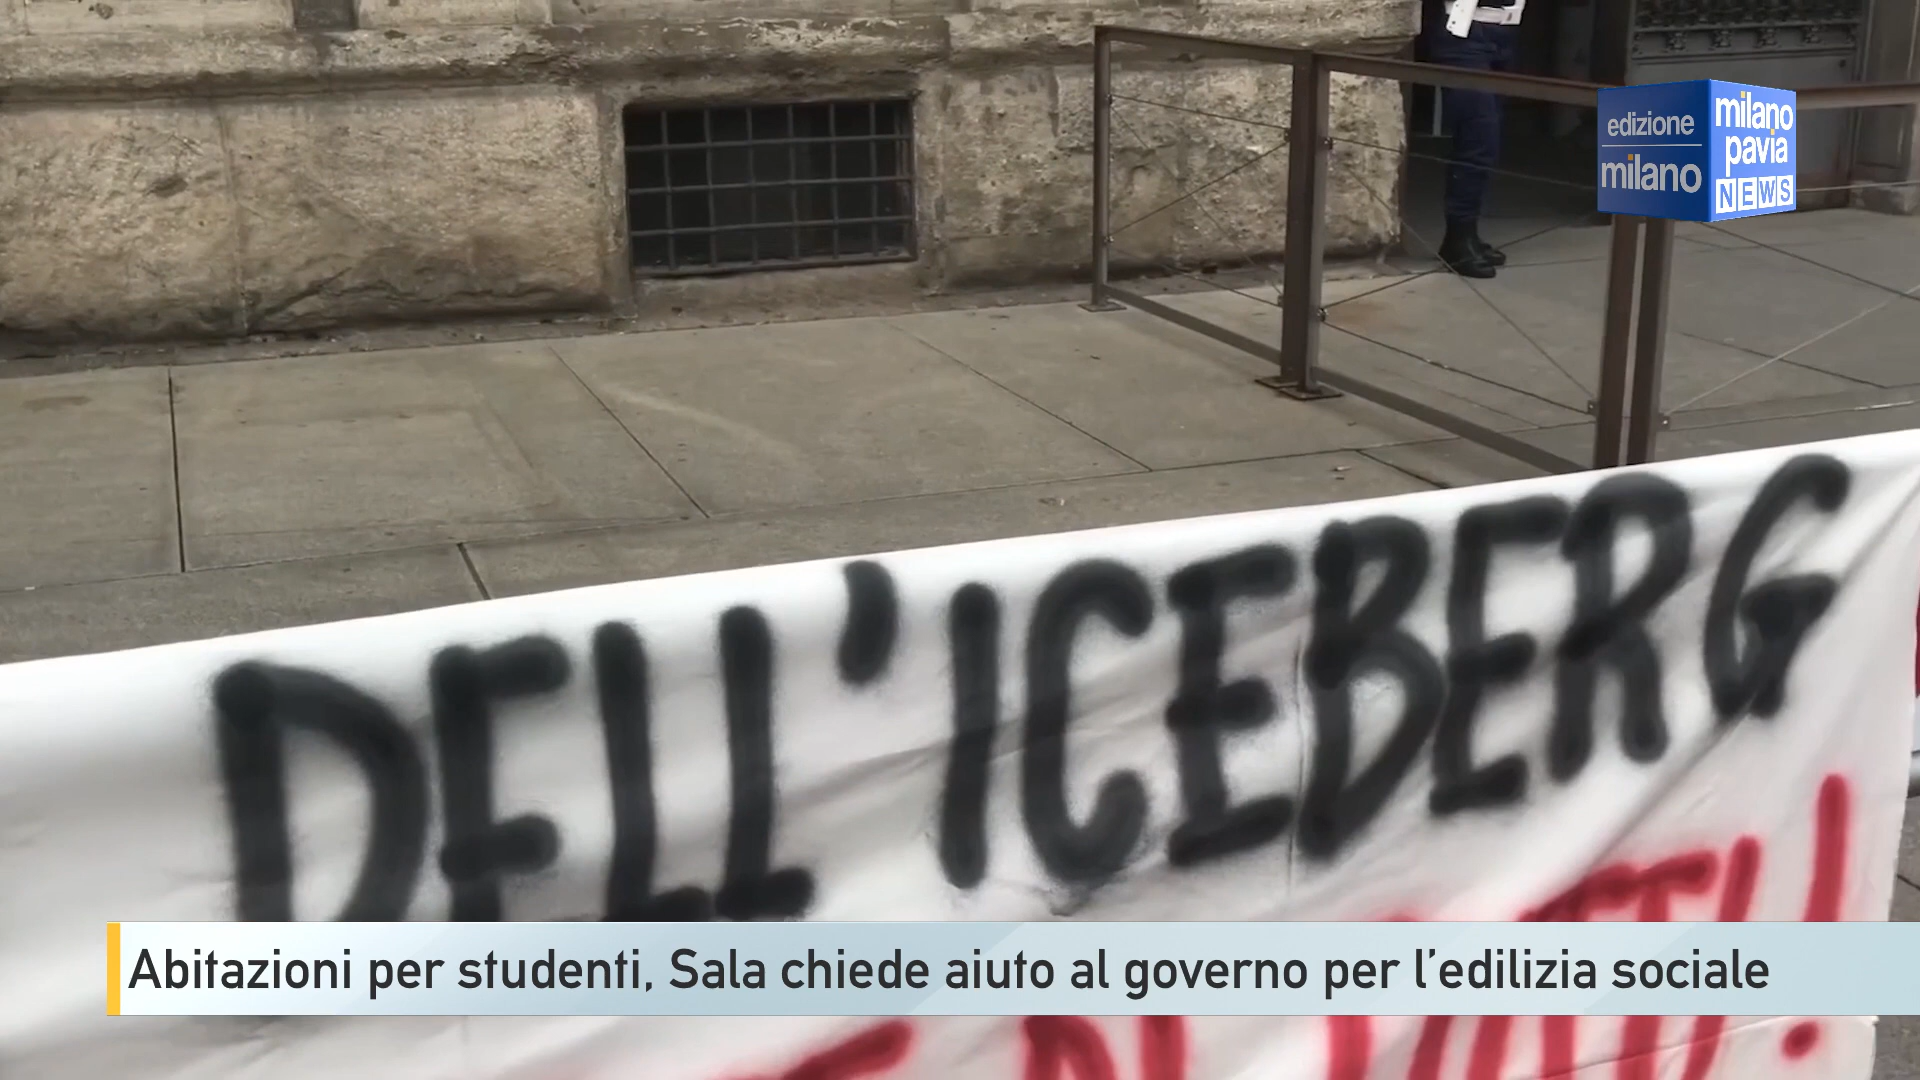 edizione
milano
milano
pavia
NEWS
DELL'ICEBERG
Abitazioni per studenti, Sala chiede aiuto al governo per l'edilizia sociale